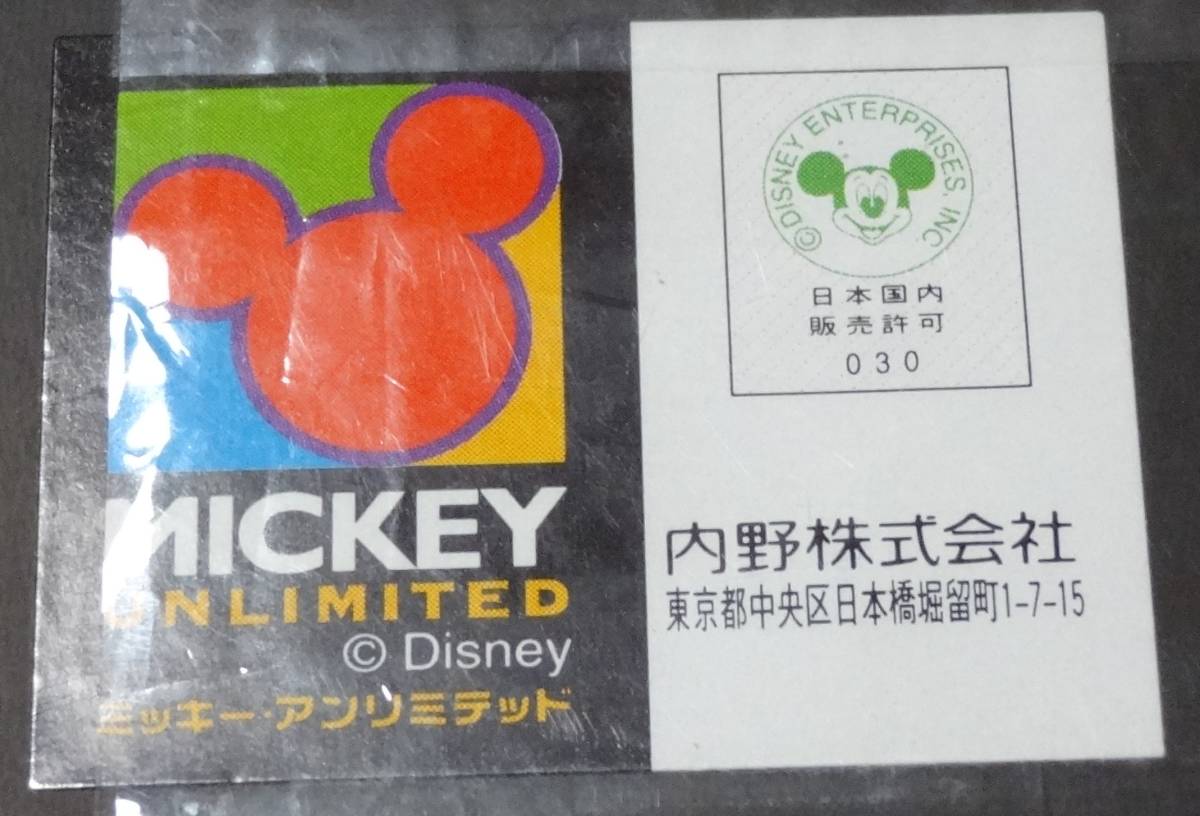 MICKEY
UNLIMITED
© Disney
ミッキー・アンリミテッド
© DISNEY ENTERPRISES, INC.
日本国内
販売許可
030
内野株式会社
東京都中央区日本橋堀留町1-7-15